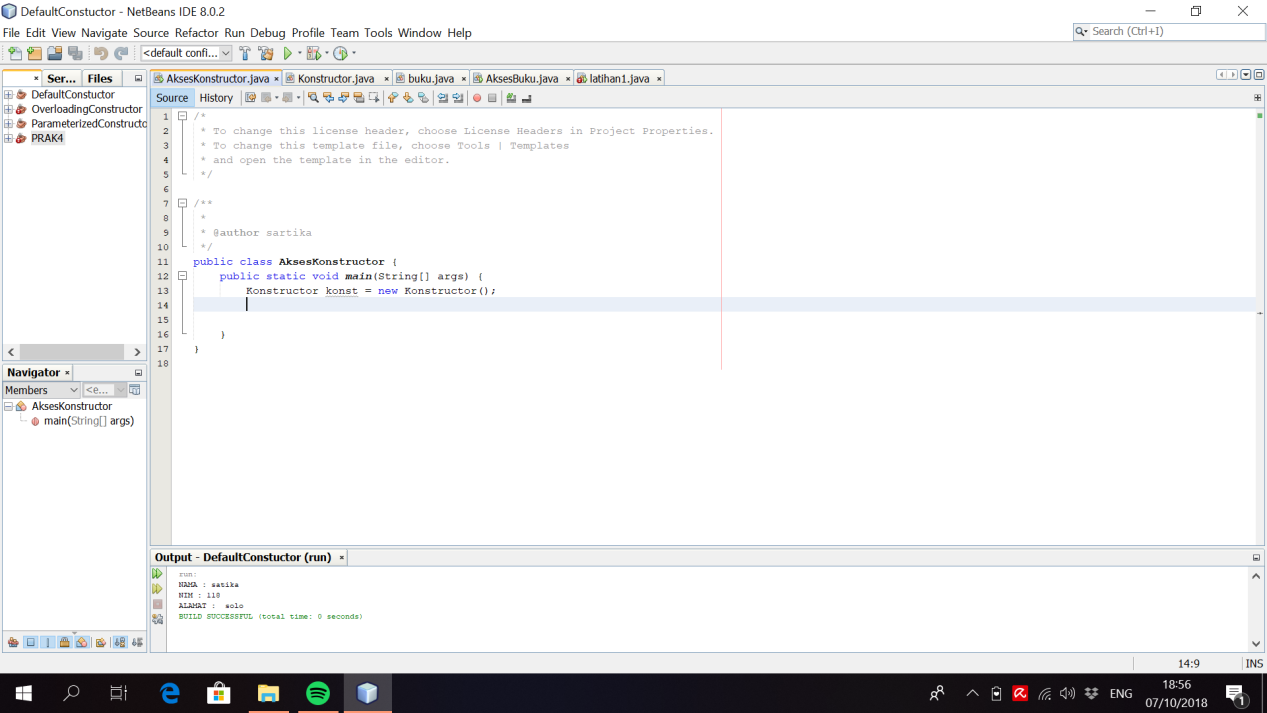 DefaultConstuctor - NetBeans IDE 8.0.2
File Edit View Navigate Source Refactor Run Debug Profile Team Tools Window Help
Search (Ctrl+I)
<default confi...
Ser... Files
AksesKonstructor.java Konstructor.java buku.java AksesBuku.java latihan1.java
Source History
DefaultConstuctor
OverloadingConstructor
ParameterizedConstructo
PRAK4
1 /*
2 * To change this license header, choose License Headers in Project Properties.
3 * To change this template file, choose Tools | Templates
4 * and open the template in the editor.
5 */
6
7 /**
8 *
9 * @author sartika
10 */
11 public class AksesKonstructor {
12 public static void main(String[] args) {
13 Konstructor konst = new Konstructor();
14
15
16 }
17 }
18
Navigator
Members <e...
AksesKonstructor
main(String[] args)
Output - DefaultConstuctor (run)
run:
NAMA : satika
NIM : 118
ALAMAT : solo
BUILD SUCCESSFUL (total time: 0 seconds)
14:9 INS
ENG
18:56
07/10/2018
1